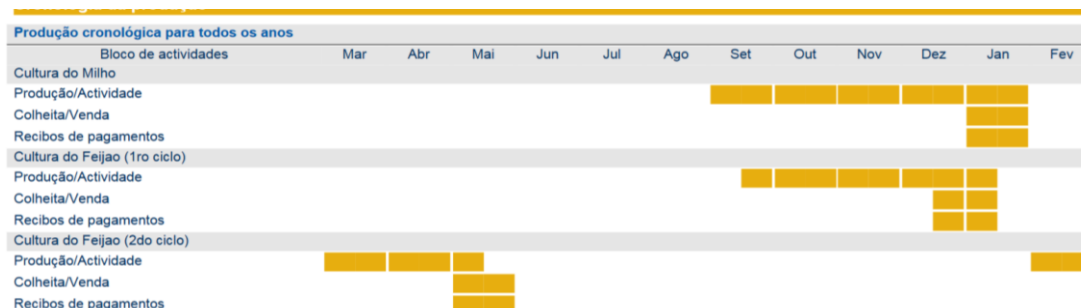 Produção cronológica para todos os anos
Bloco de actividades Mar Abr Mai Jun Jul Ago Set Out Nov Dez Jan Fev
Cultura do Milho
Produção/Actividade
Colheita/Venda
Recibos de pagamentos
Cultura do Feijao (1ro ciclo)
Produção/Actividade
Colheita/Venda
Recibos de pagamentos
Cultura do Feijao (2do ciclo)
Produção/Actividade
Colheita/Venda
Recibos de pagamentos